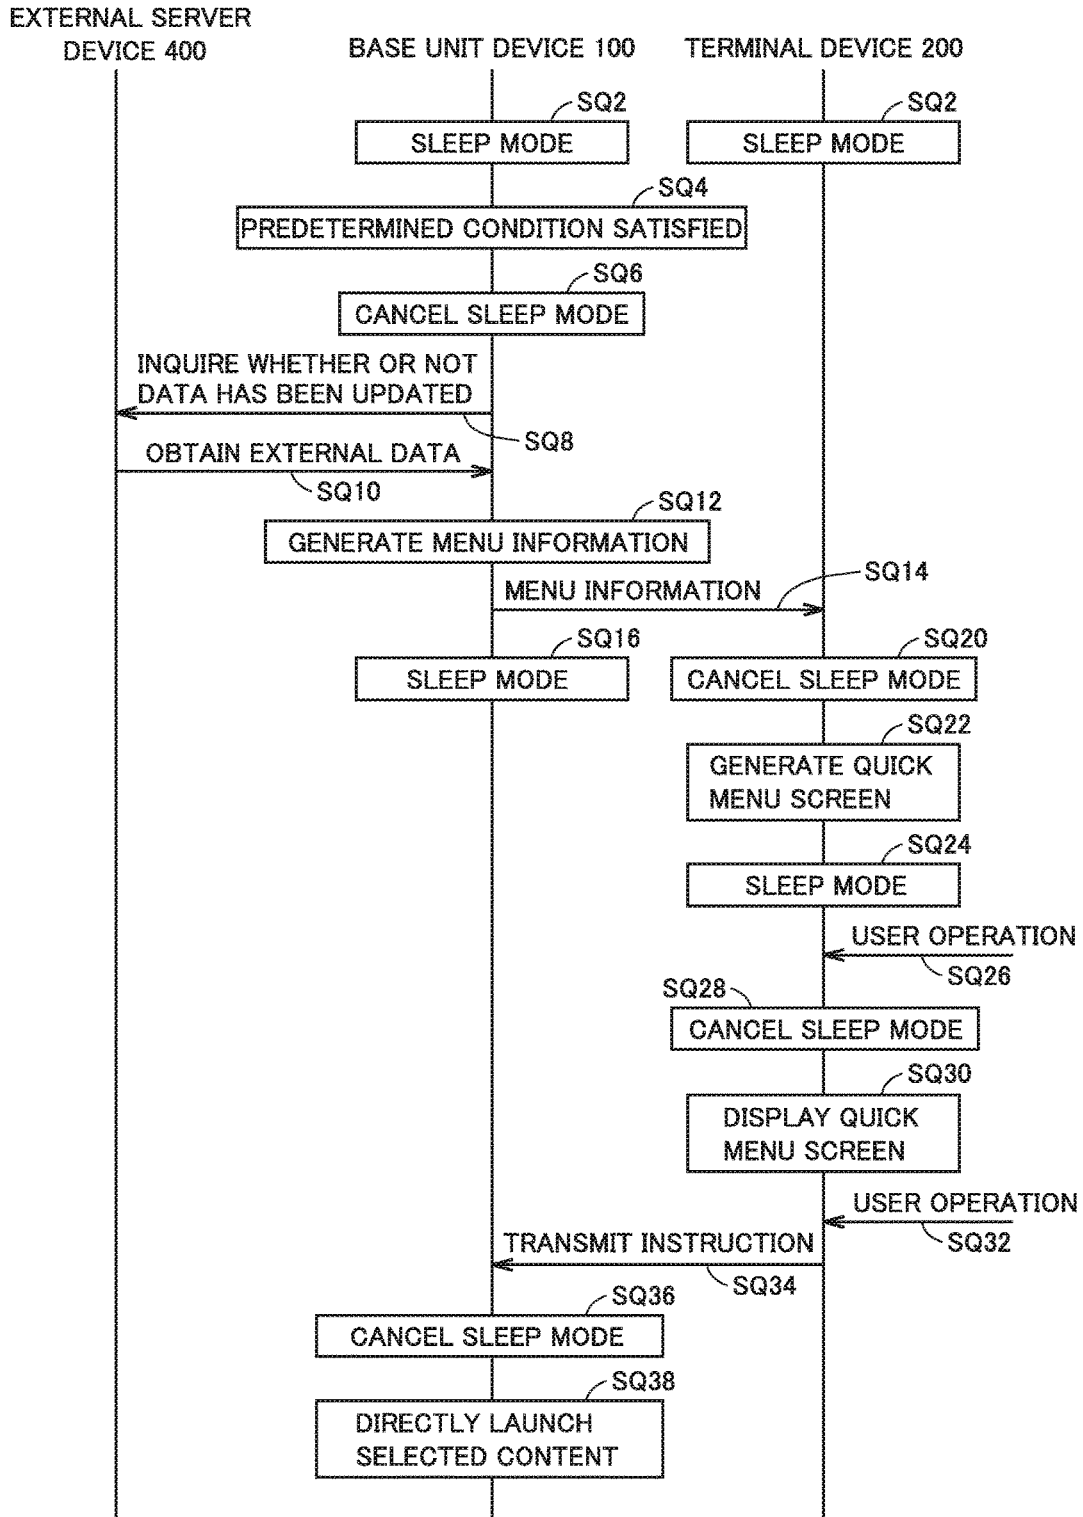 EXTERNAL SERVER
DEVICE 400
BASE UNIT DEVICE 100
TERMINAL DEVICE 200
SQ2
SQ2
SLEEP MODE
SLEEP MODE
SQ4
PREDETERMINED CONDITION SATISFIED
SQ6
CANCEL SLEEP MODE
INQUIRE WHETHER OR NOT
DATA HAS BEEN UPDATED
SQ8
OBTAIN EXTERNAL DATA
SQ10
SQ12
GENERATE MENU INFORMATION
SQ14
MENU INFORMATION
SQ16
SQ20
SLEEP MODE
CANCEL SLEEP MODE
SQ22
GENERATE QUICK
MENU SCREEN
SQ24
SLEEP MODE
USER OPERATION
SQ26
SQ28
CANCEL SLEEP MODE
SQ30
DISPLAY QUICK
MENU SCREEN
USER OPERATION
SQ32
TRANSMIT INSTRUCTION
SQ34
SQ36
CANCEL SLEEP MODE
SQ38
DIRECTLY LAUNCH
SELECTED CONTENT